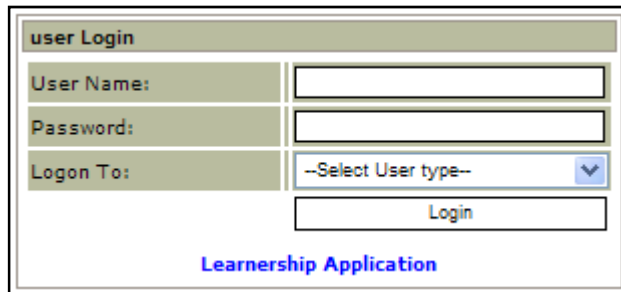 user Login
User Name:
Password:
Logon To: --Select User type--
Login
Learnership Application